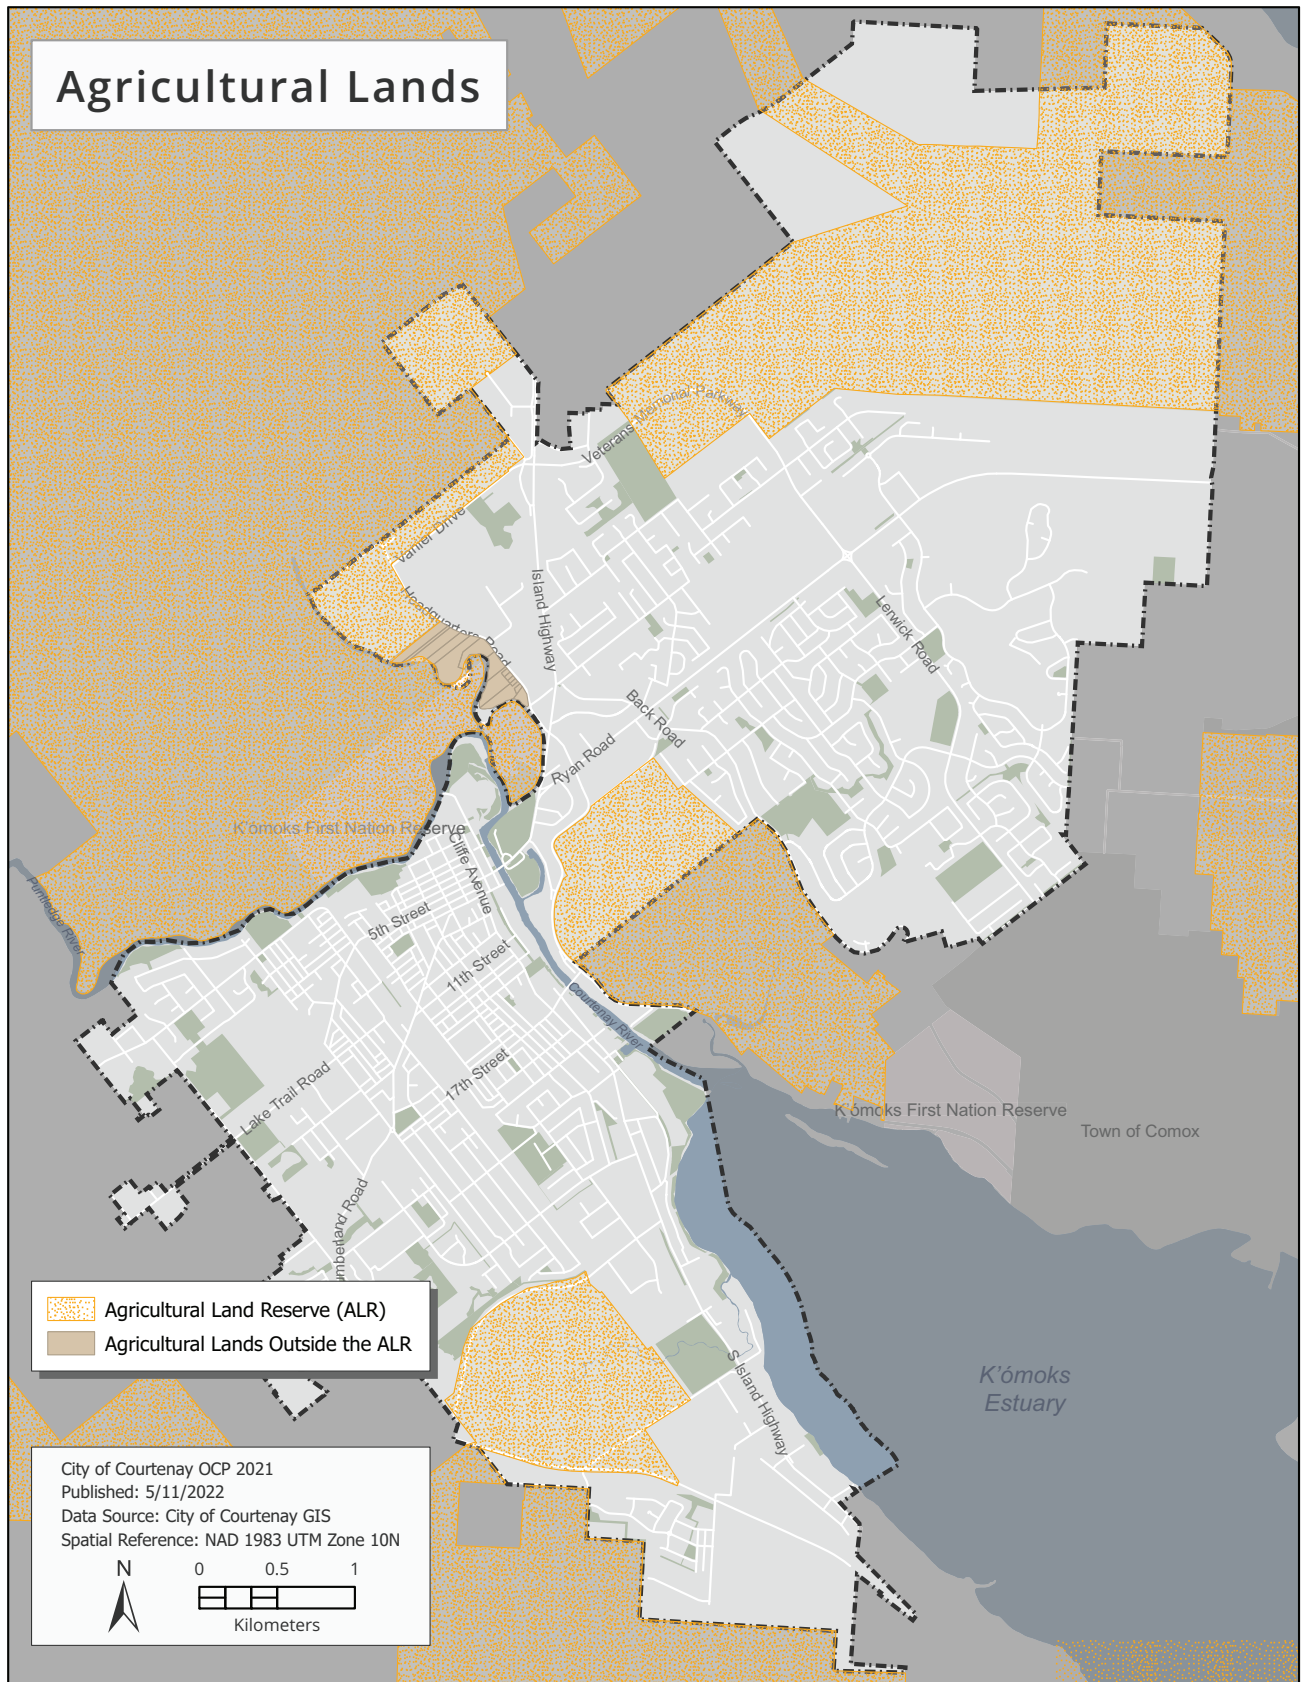 Agricultural Lands
Veterans Memorial Parkway
Vanier Drive
Headquarters Road
Island Highway
Lerwick Road
Back Road
Ryan Road
K'ómoks First Nation Reserve
Cliffe Avenue
Puntledge River
5th Street
11th Street
Courtenay River
17th Street
Lake Trail Road
K'ómoks First Nation Reserve
Town of Comox
umberland Road
Agricultural Land Reserve (ALR)
Agricultural Lands Outside the ALR
S Island Highway
K'ómoks
Estuary
City of Courtenay OCP 2021
Published: 5/11/2022
Data Source: City of Courtenay GIS
Spatial Reference: NAD 1983 UTM Zone 10N
N
0 0.5 1
Kilometers